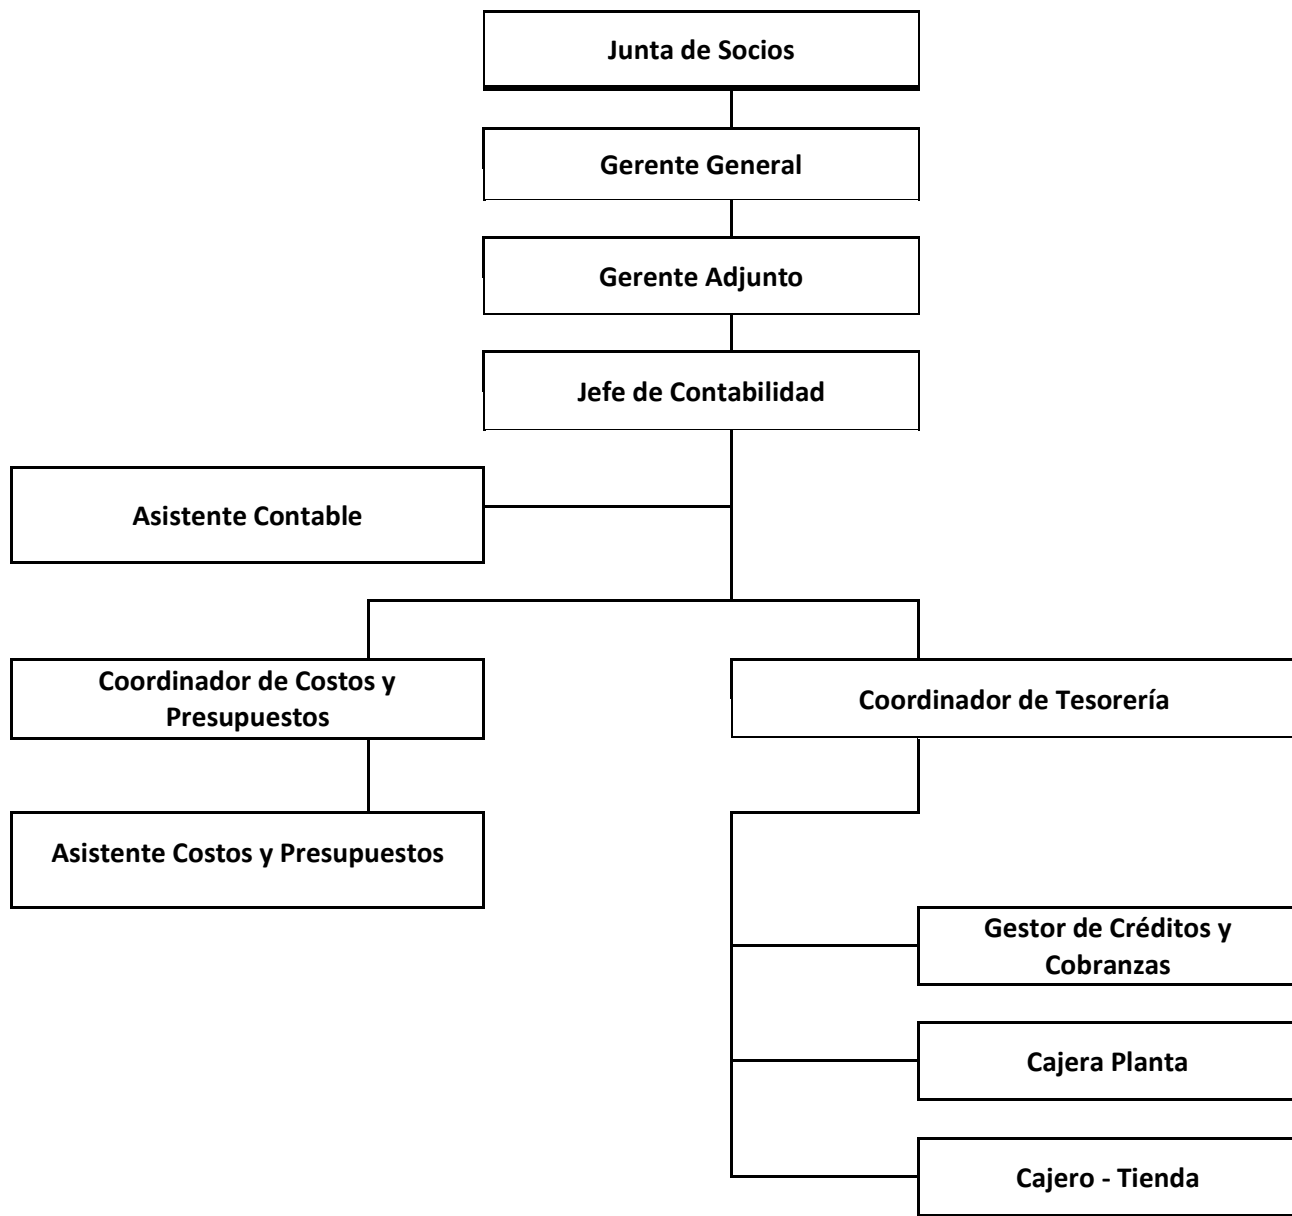 Junta de Socios
Gerente General
Gerente Adjunto
Jefe de Contabilidad
Asistente Contable
Coordinador de Costos y
Presupuestos
Coordinador de Tesorería
Asistente Costos y Presupuestos
Gestor de Créditos y
Cobranzas
Cajera Planta
Cajero - Tienda